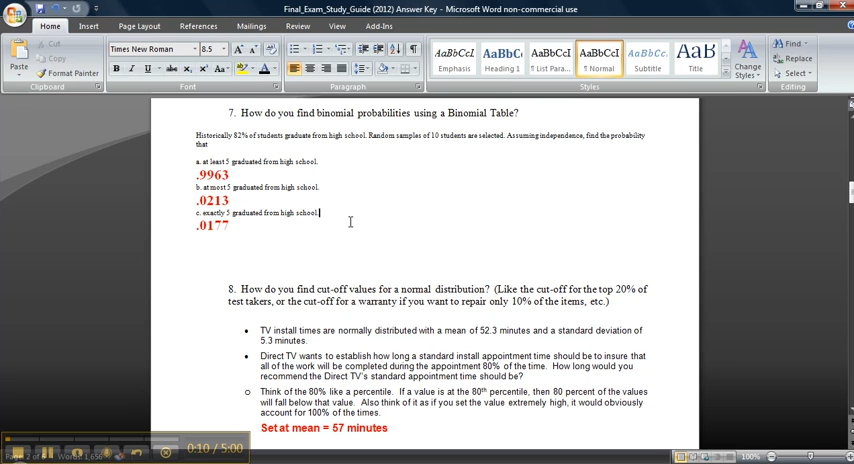 Final_Exam_Study_Guide (2012) Answer Key - Microsoft Word non-commercial use
Home Insert Page Layout References Mailings Review View Add-Ins
Paste
Cut
Copy
Format Painter
Clipboard
Times New Roman 8.5
Font
Paragraph
AaBbCcI AaBbCc AaBbCcI AaBbCcI AaBbCc. AaB
Emphasis Heading 1 ¶ List Para... ¶ Normal Subtitle Title
Change Styles
Styles
Find
Replace
Select
Editing
7. How do you find binomial probabilities using a Binomial Table?
Historically 82% of students graduate from high school. Random samples of 10 students are selected. Assuming independence, find the probability
that
a. at least 5 graduated from high school.
.9963
b. at most 5 graduated from high school.
.0213
c. exactly 5 graduated from high school.
.0177
8. How do you find cut-off values for a normal distribution? (Like the cut-off for the top 20% of
test takers, or the cut-off for a warranty if you want to repair only 10% of the items, etc.)
• TV install times are normally distributed with a mean of 52.3 minutes and a standard deviation of
5.3 minutes.
• Direct TV wants to establish how long a standard install appointment time should be to insure that
all of the work will be completed during the appointment 80% of the time. How long would you
recommend the Direct TV's standard appointment time should be?
o Think of the 80% like a percentile. If a value is at the 80th percentile, then 80 percent of the values
will fall below that value. Also think of it as if you set the value extremely high, it would obviously
account for 100% of the times.
Set at mean = 57 minutes
0:10 / 5:00
Words: 1,656
100%